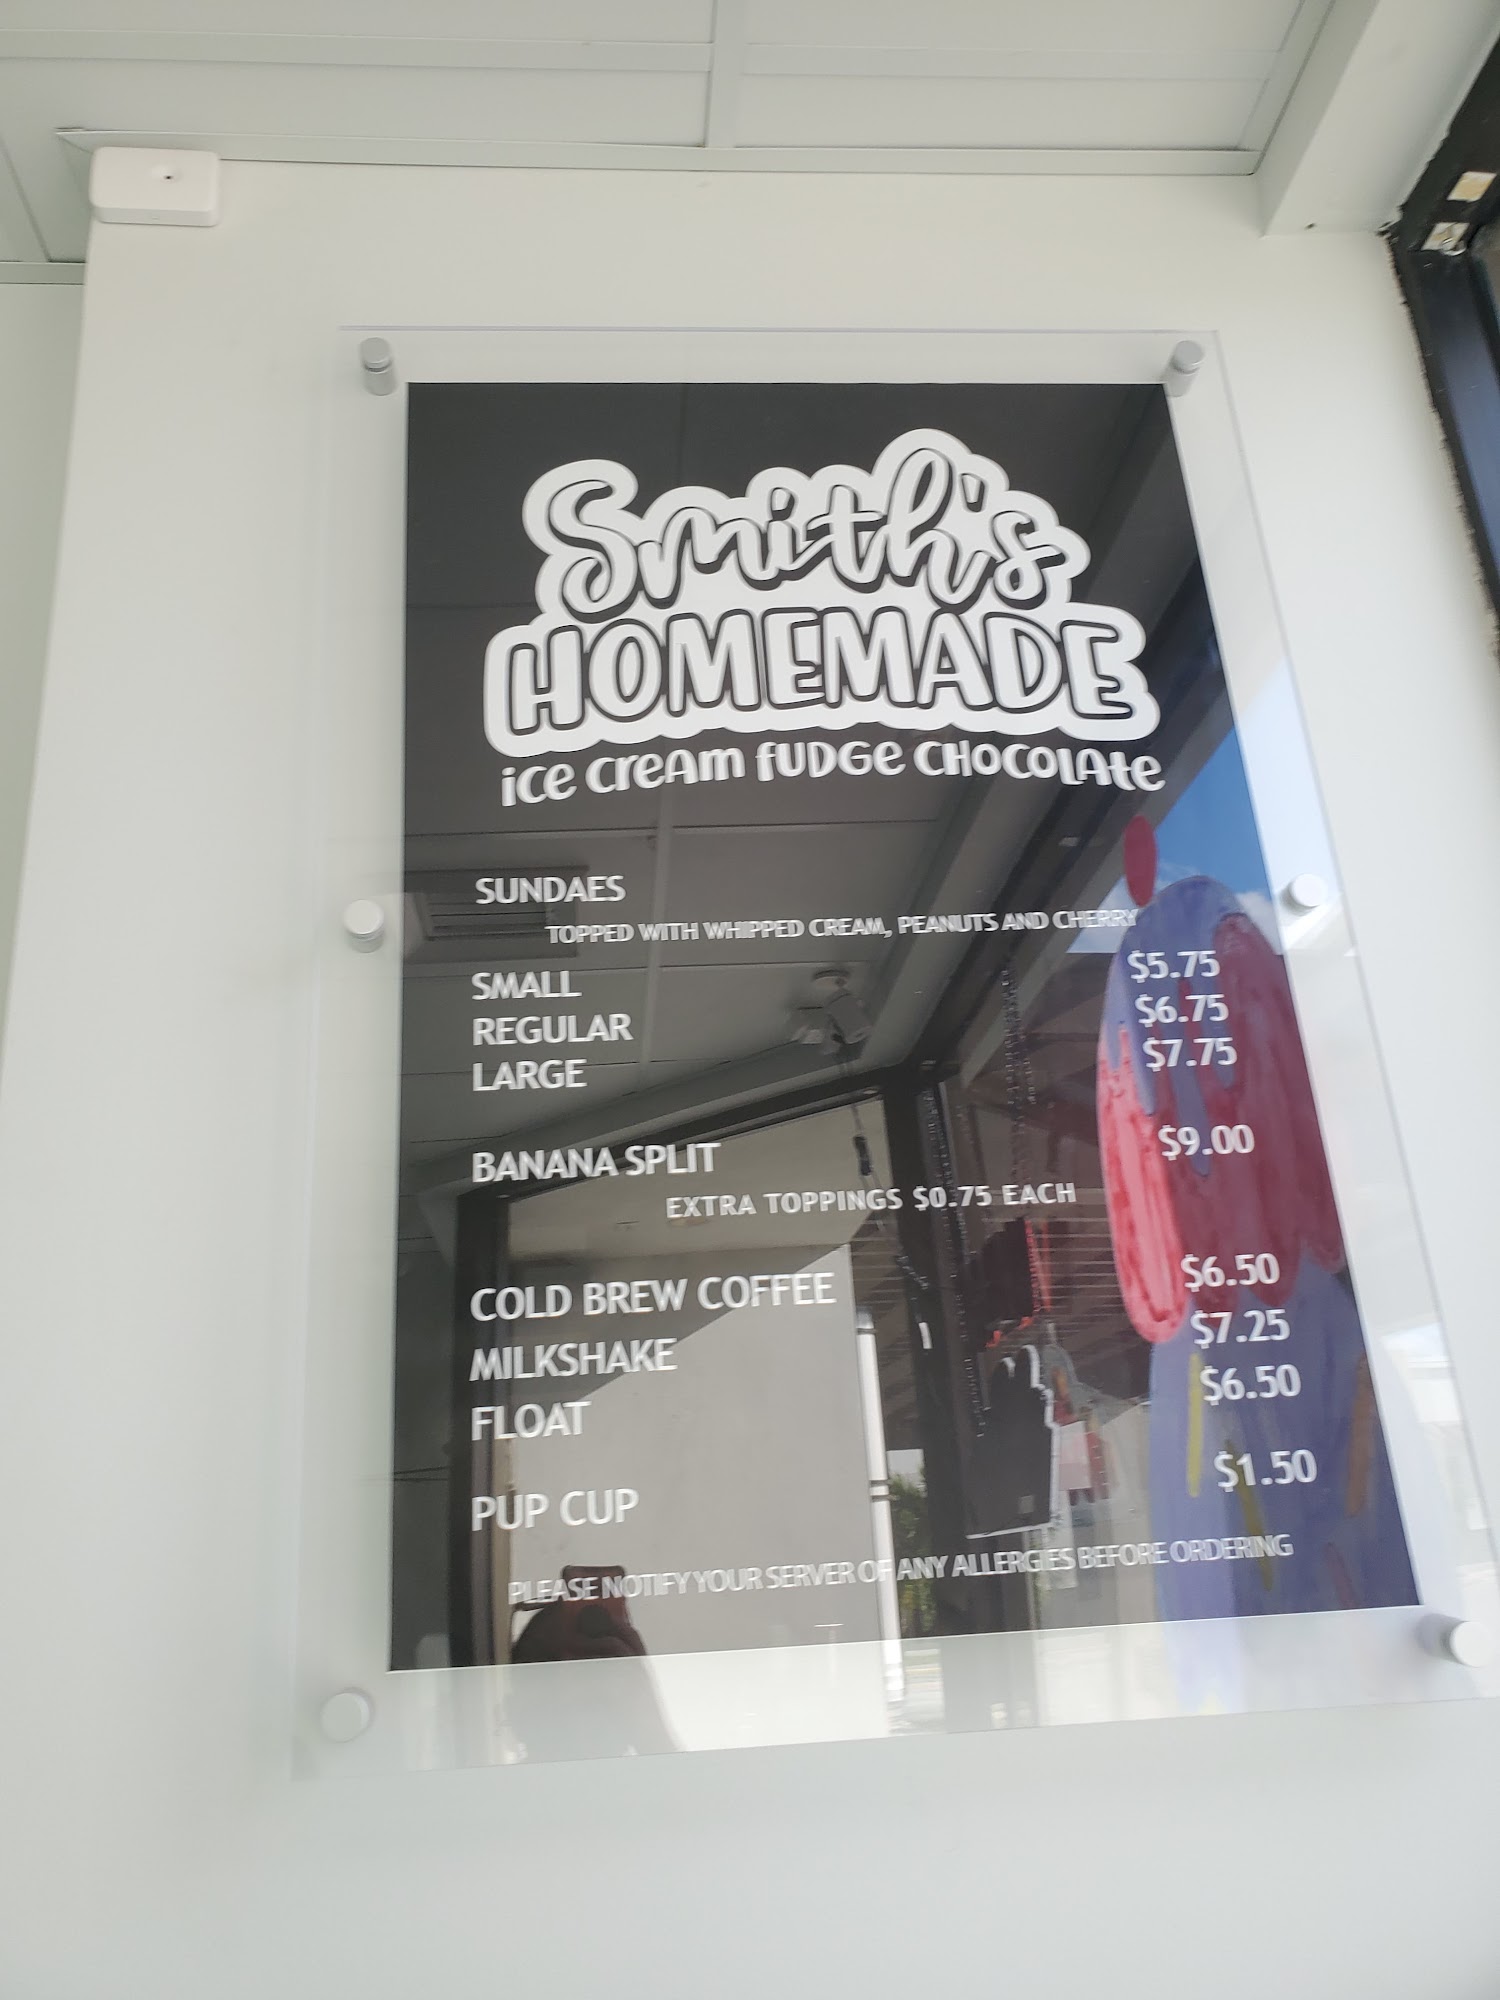 Smith's
HOMEMADE
ice cream fudge chocolate
SUNDAES
TOPPED WITH WHIPPED CREAM, PEANUTS AND CHERRY
SMALL $5.75
REGULAR $6.75
LARGE $7.75
BANANA SPLIT $9.00
EXTRA TOPPINGS $0.75 EACH
COLD BREW COFFEE $6.50
MILKSHAKE $7.25
FLOAT $6.50
PUP CUP $1.50
PLEASE NOTIFY YOUR SERVER OF ANY ALLERGIES BEFORE ORDERING